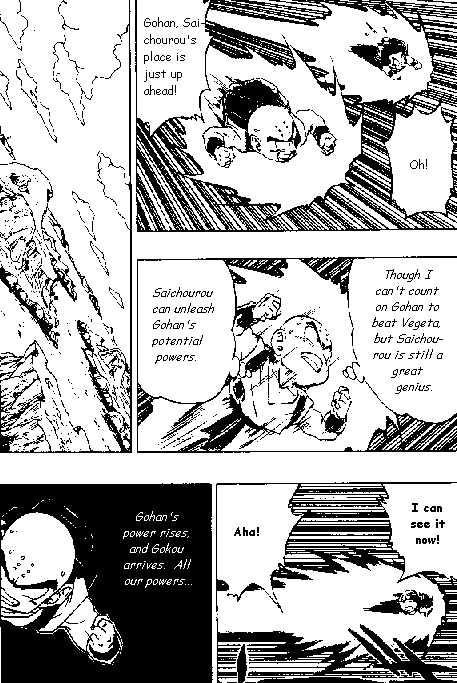 Gohan, Sai-
chourou's
place is
just up
ahead!
Oh!
Though I
can't count
on Gohan to
beat Vegeta,
but Saichou-
rou is still a
great
genius.
Saichourou
can unleash
Gohan's
potential
powers.
Gohan's
power rises,
and Gokou
arrives. All
our powers...
I can
see it
now!
Aha!